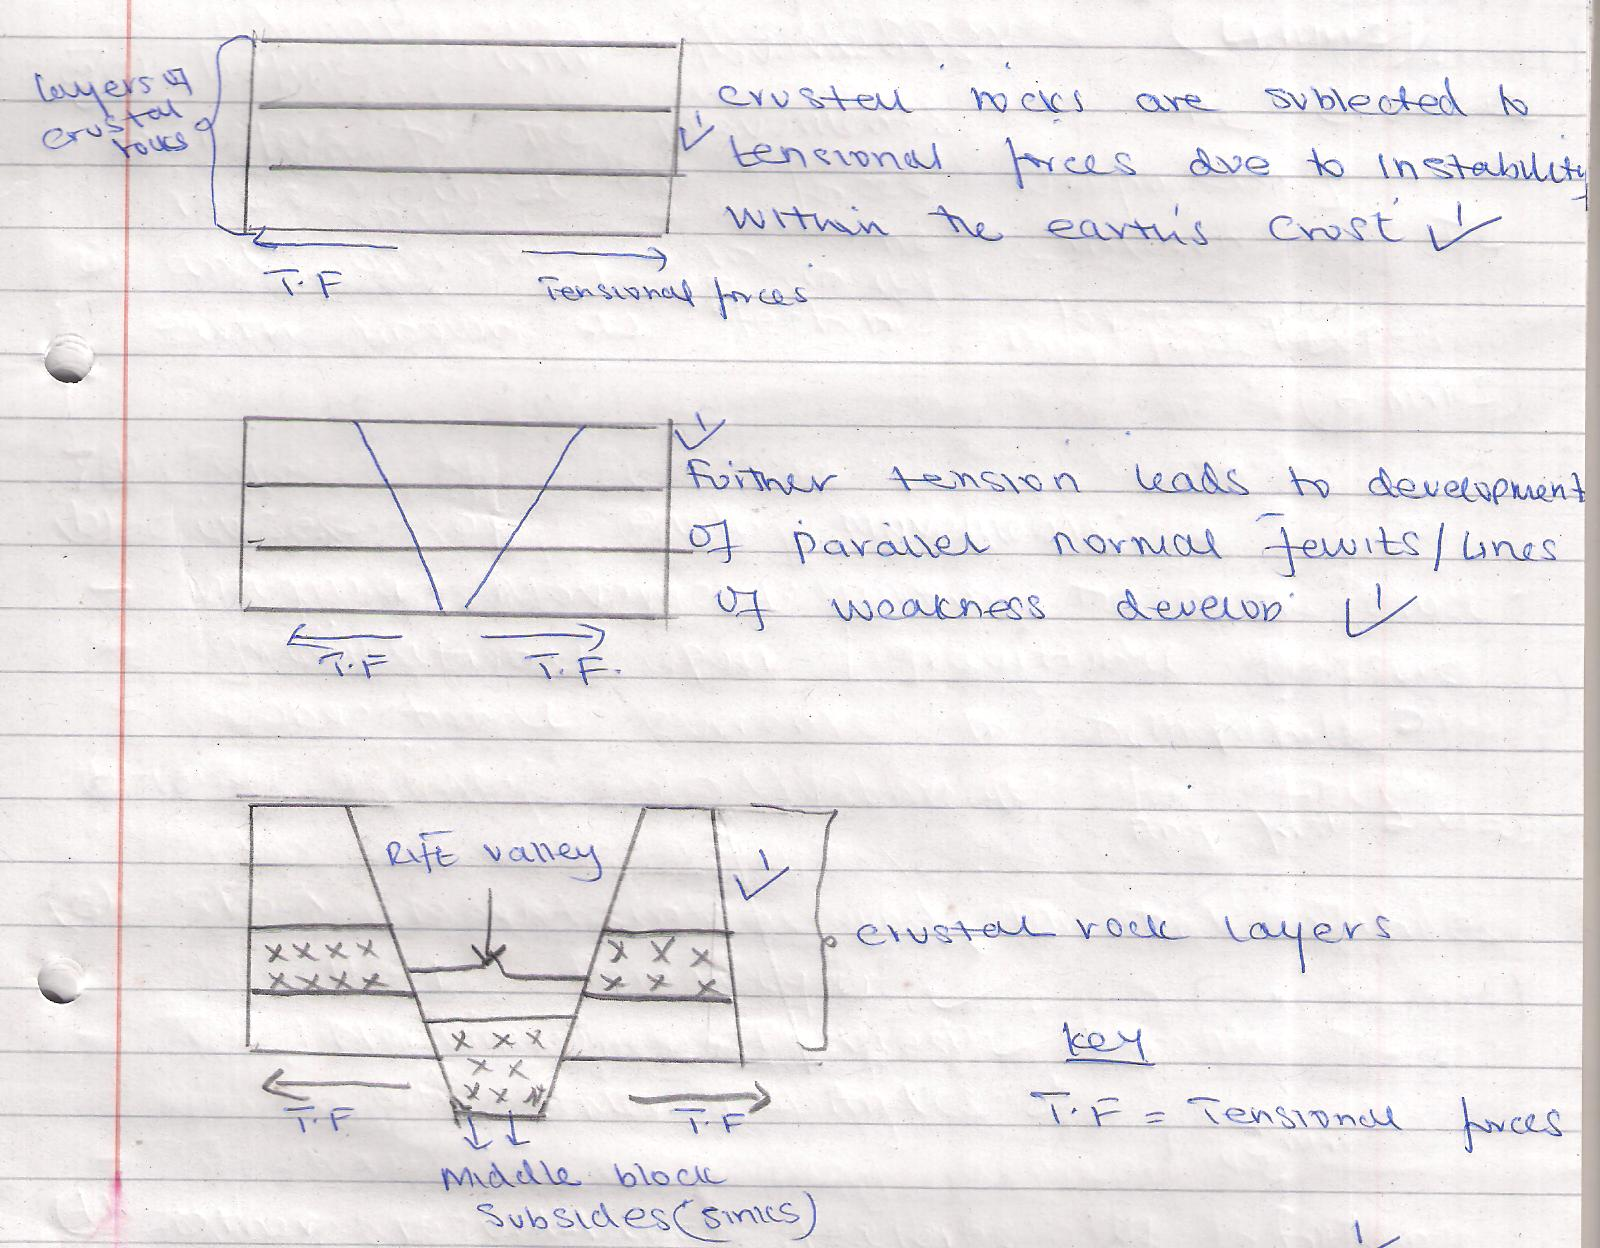 Layers of
crustal
rocks
crustal rocks are subjected to
tensional forces due to instability
within the earth's crust
T.F
Tensional forces
Further tension leads to development
of parallel normal faults/lines
of weakness develop
T.F
T.F.
Rift valley
xxxx
xxxx
x x x
x x x
crustal rock layers
x x x
x x
x x x
key
T.F
T.F
T.F = Tensional forces
Middle block
subsides (sinks)